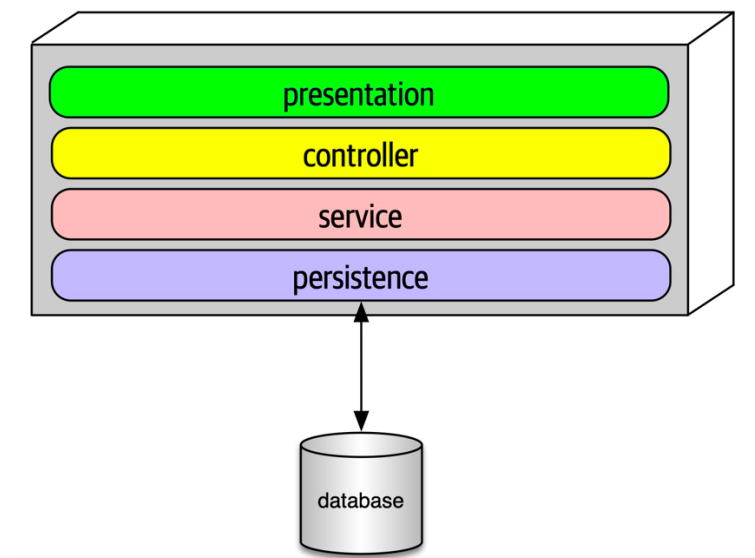 presentation
controller
service
persistence
database